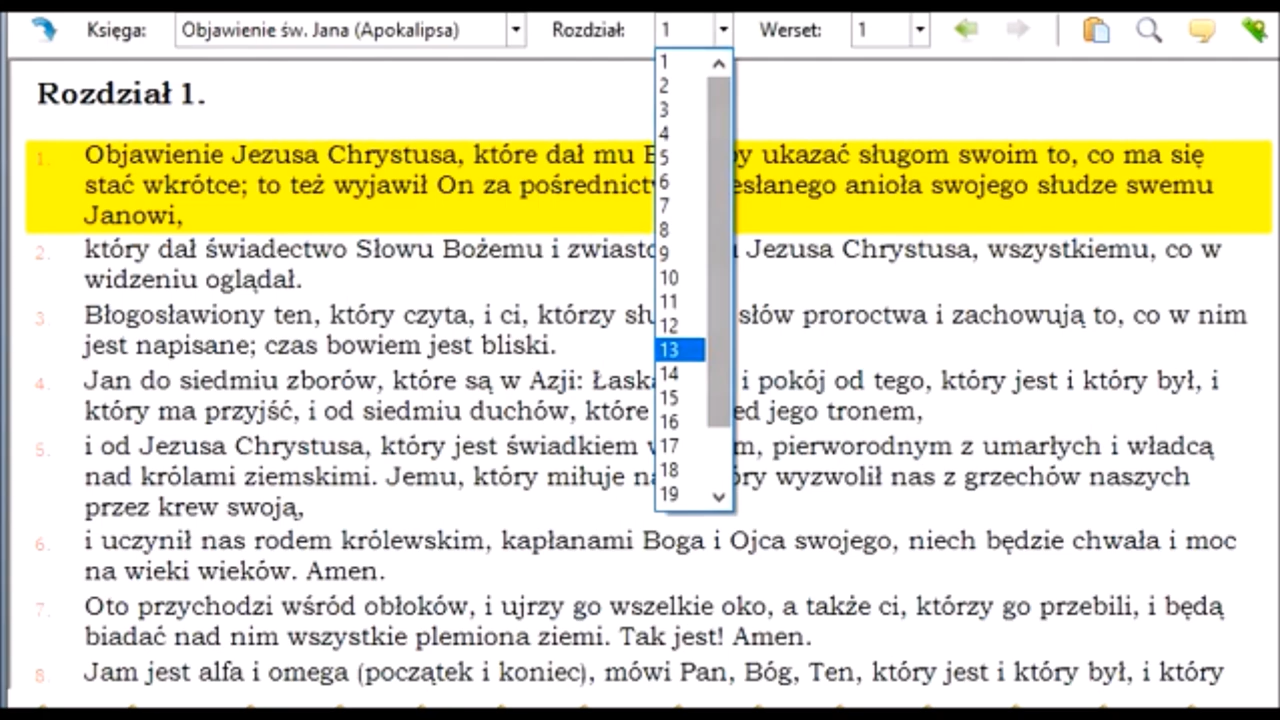 Księga: Objawienie św. Jana (Apokalipsa) Rozdział: 1 Werset: 1
1
2
3
4
5
6
7
8
9
10
11
12
13
14
15
16
17
18
19
Rozdział 1.
1. Objawienie Jezusa Chrystusa, które dał mu B by ukazać sługom swoim to, co ma się
stać wkrótce; to też wyjawił On za pośrednict esłanego anioła swojego słudze swemu
Janowi,
2. który dał świadectwo Słowu Bożemu i zwiasto Jezusa Chrystusa, wszystkiemu, co w
widzeniu oglądał.
3. Błogosławiony ten, który czyta, i ci, którzy słu słów proroctwa i zachowują to, co w nim
jest napisane; czas bowiem jest bliski.
4. Jan do siedmiu zborów, które są w Azji: Łaska i pokój od tego, który jest i który był, i
który ma przyjść, i od siedmiu duchów, które ed jego tronem,
5. i od Jezusa Chrystusa, który jest świadkiem m, pierworodnym z umarłych i władcą
nad królami ziemskimi. Jemu, który miłuje na óry wyzwolił nas z grzechów naszych
przez krew swoją,
6. i uczynił nas rodem królewskim, kapłanami Boga i Ojca swojego, niech będzie chwała i moc
na wieki wieków. Amen.
7. Oto przychodzi wśród obłoków, i ujrzy go wszelkie oko, a także ci, którzy go przebili, i będą
biadać nad nim wszystkie plemiona ziemi. Tak jest! Amen.
8. Jam jest alfa i omega (początek i koniec), mówi Pan, Bóg, Ten, który jest i który był, i który